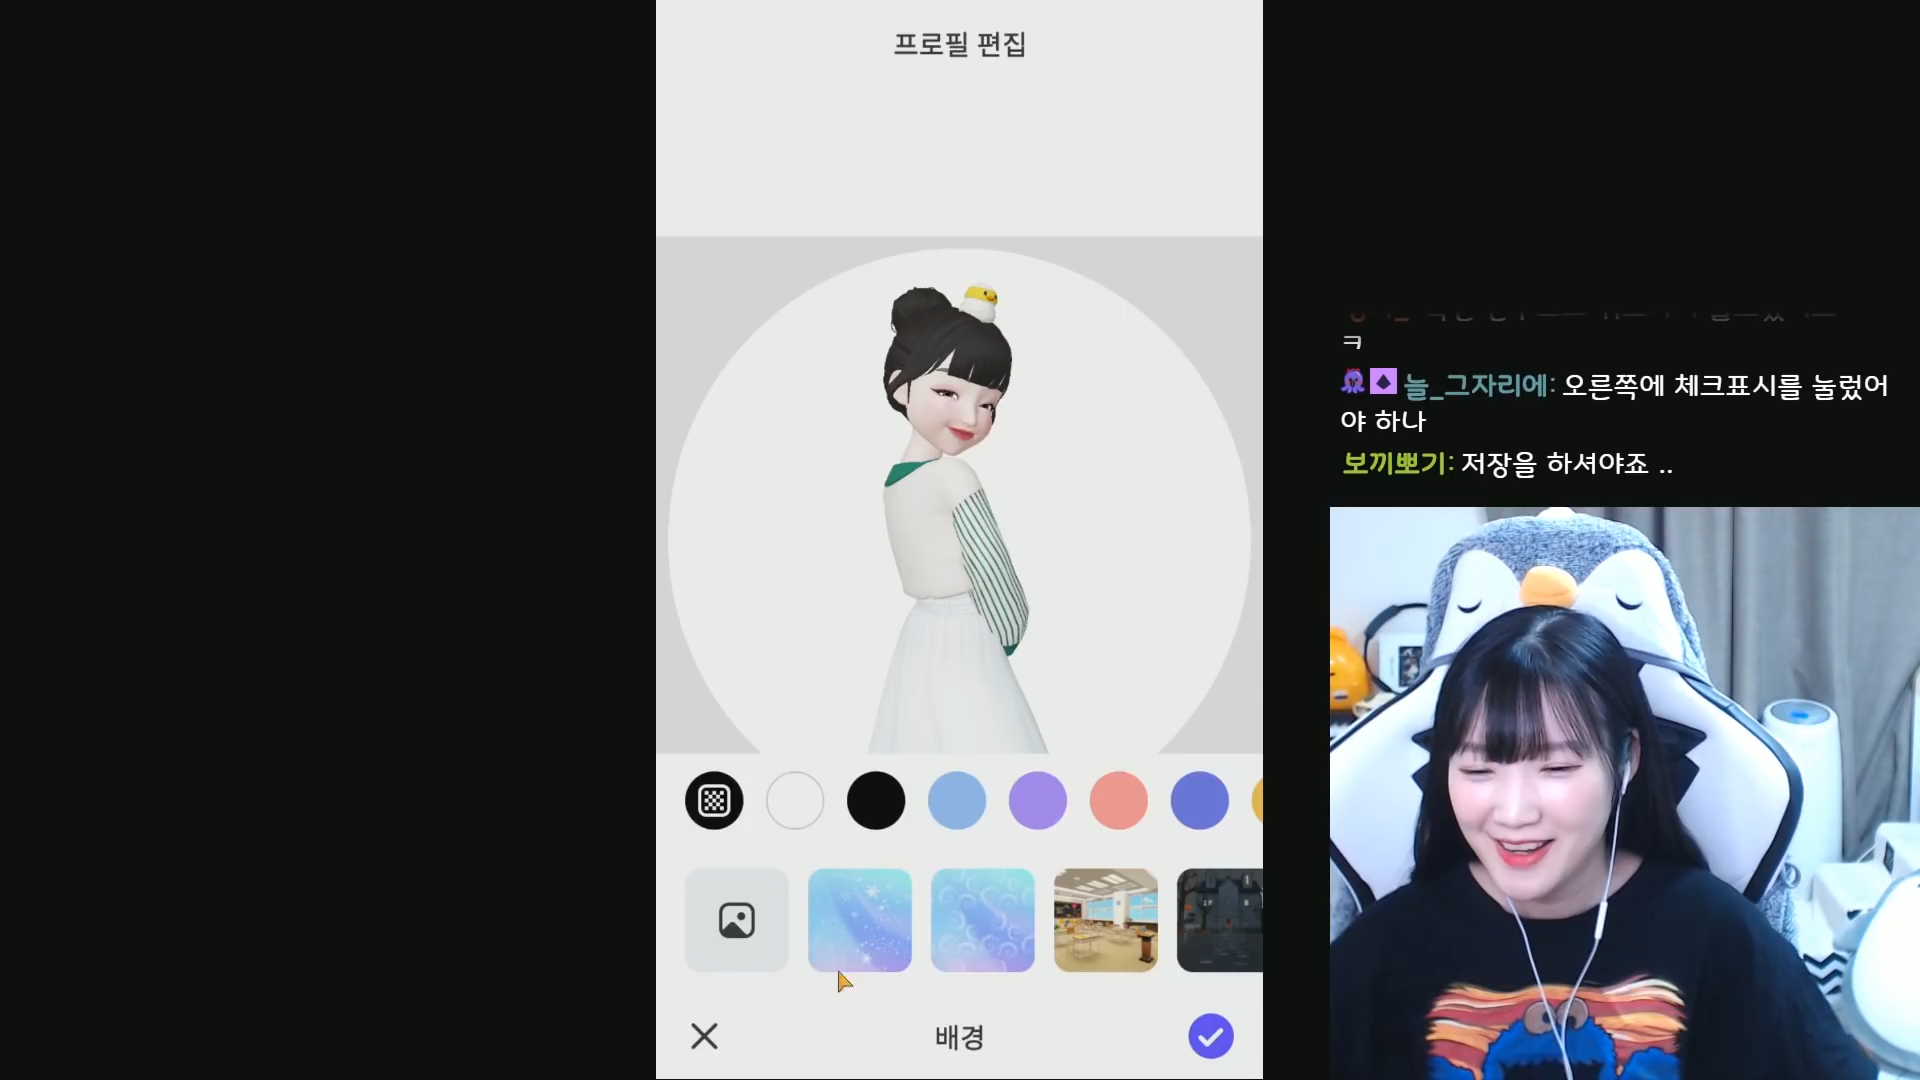 프로필 편집
ㅋ
늘_그자리에: 오른쪽에 체크표시를 눌렀어
야 하나
보끼뽀기: 저장을 하셔야죠 ..
배경